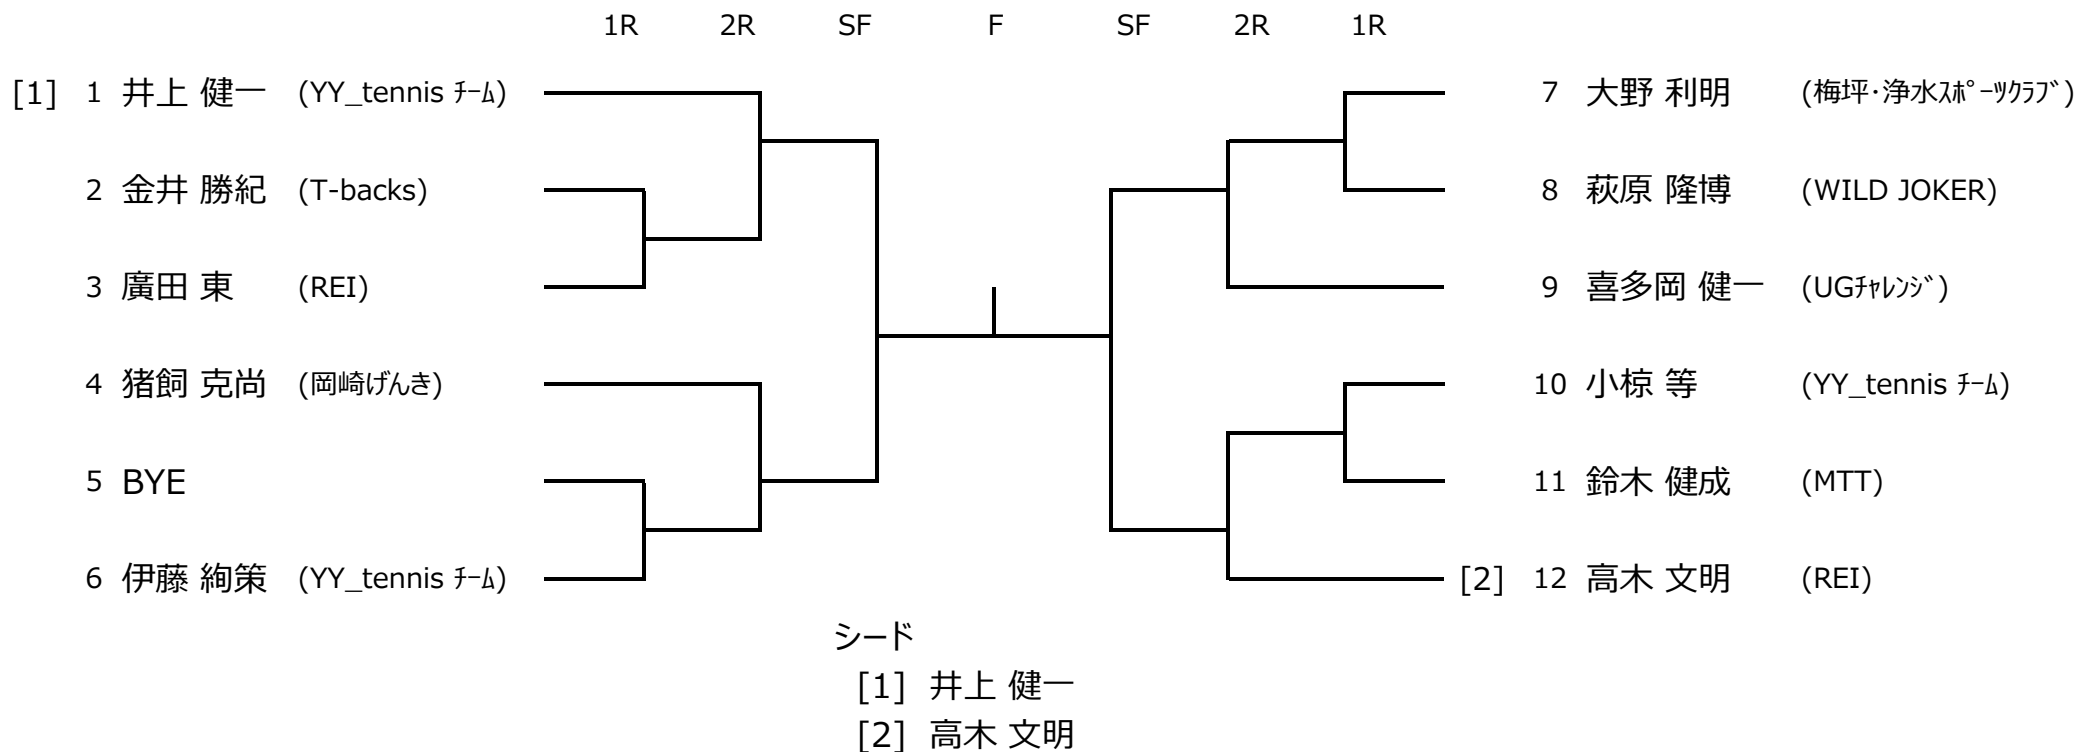 1R 2R SF F SF 2R 1R
[1] 1 井上 健一 (YY_tennis ﾁｰﾑ) 7 大野 利明 (梅坪･浄水ｽﾎﾟｰﾂｸﾗﾌﾞ)
2 金井 勝紀 (T-backs) 8 萩原 隆博 (WILD JOKER)
3 廣田 東 (REI) 9 喜多岡 健一 (UGﾁｬﾚﾝｼﾞ)
4 猪飼 克尚 (岡崎げんき) 10 小椋 等 (YY_tennis ﾁｰﾑ)
5 BYE 11 鈴木 健成 (MTT)
6 伊藤 絢策 (YY_tennis ﾁｰﾑ) [2] 12 高木 文明 (REI)
シード
[1] 井上 健一
[2] 高木 文明